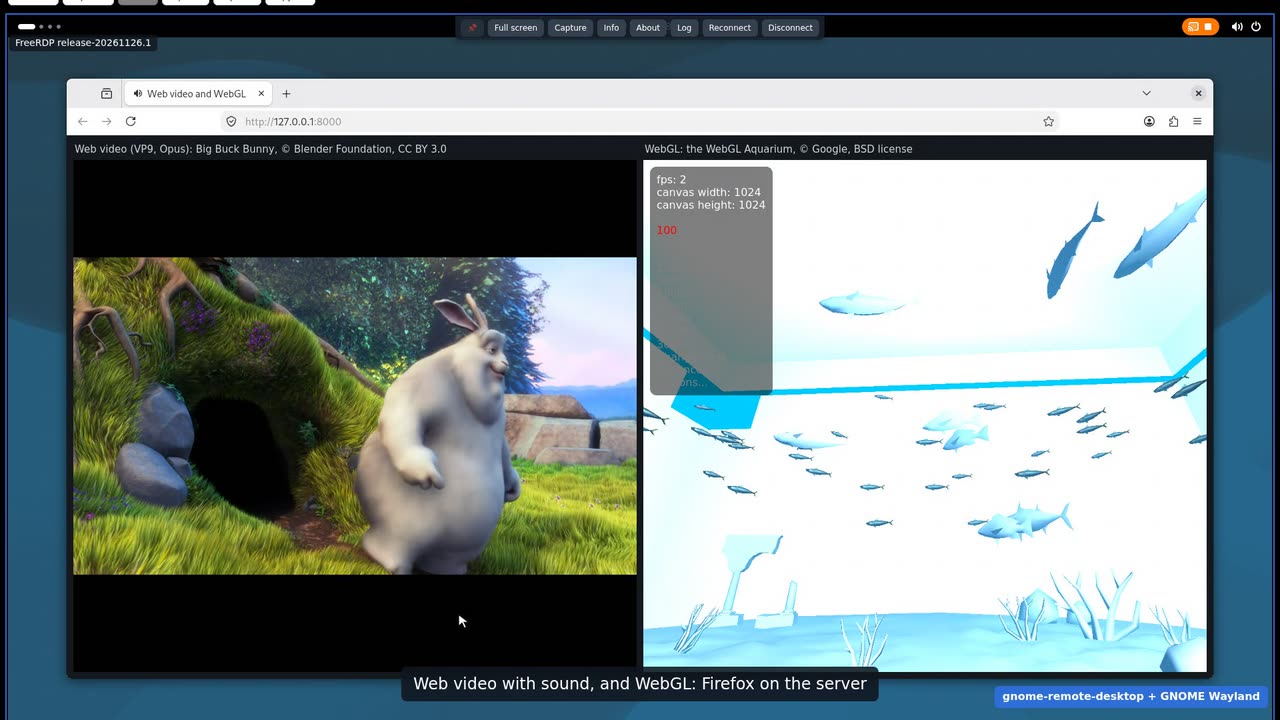 Full screen Capture Info About Log Reconnect Disconnect
FreeRDP release-20261126.1
Web video and WebGL
http://127.0.0.1:8000
Web video (VP9, Opus): Big Buck Bunny, © Blender Foundation, CC BY 3.0
WebGL: the WebGL Aquarium, © Google, BSD license
fps: 2
canvas width: 1024
canvas height: 1024
100
Web video with sound, and WebGL: Firefox on the server
gnome-remote-desktop + GNOME Wayland